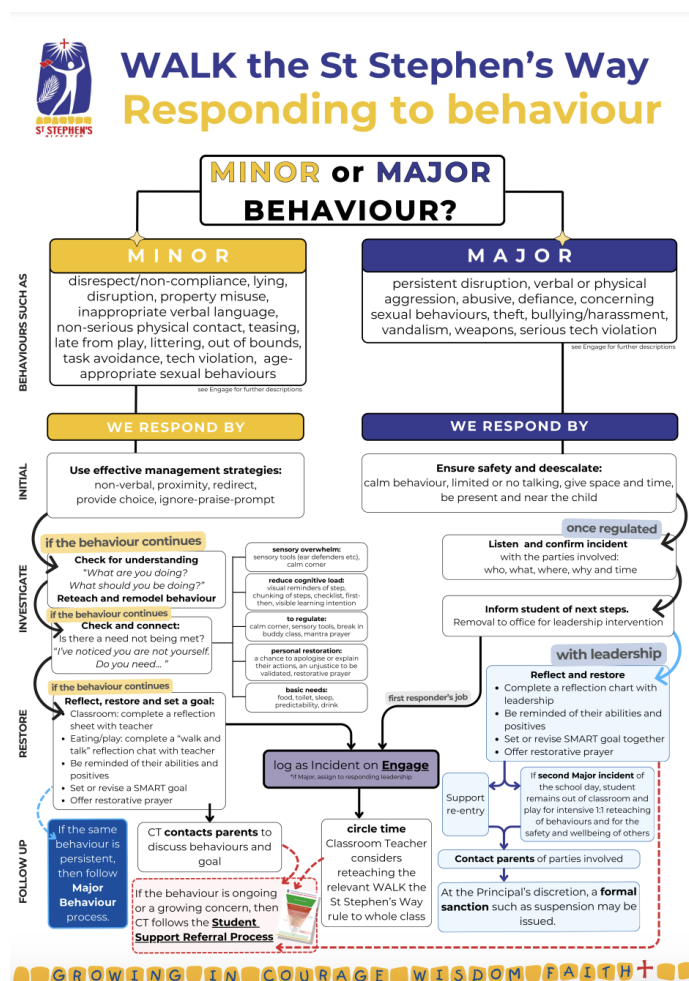 WALK the St Stephen's Way
Responding to behaviour
ST STEPHEN'S
MINOR or MAJOR
BEHAVIOUR?
MINOR
MAJOR
BEHAVIOURS SUCH AS
disrespect/non-compliance, lying,
disruption, property misuse,
inappropriate verbal language,
non-serious physical contact, teasing,
late from play, littering, out of bounds,
task avoidance, tech violation, age-
appropriate sexual behaviours
see Engage for further descriptions
persistent disruption, verbal or physical
aggression, abusive, defiance, concerning
sexual behaviours, theft, bullying/harassment,
vandalism, weapons, serious tech violation
see Engage for further descriptions
WE RESPOND BY
WE RESPOND BY
INITIAL
Use effective management strategies:
non-verbal, proximity, redirect,
provide choice, ignore-praise-prompt
Ensure safety and deescalate:
calm behaviour, limited or no talking, give space and time,
be present and near the child
INVESTIGATE
if the behaviour continues
Check for understanding
"What are you doing?
What should you be doing?"
Reteach and remodel behaviour
if the behaviour continues
Check and connect:
Is there a need not being met?
"I've noticed you are not yourself.
Do you need... "
sensory overwhelm:
sensory tools (ear defenders etc),
calm corner
reduce cognitive load:
visual reminders of step,
chunking of steps, checklist, first-
then, visible learning intention
to regulate:
calm corner, sensory tools, break in
buddy class, mantra prayer
personal restoration:
a chance to apologise or explain
their actions, an unjustice to be
validated, restorative prayer
basic needs:
food, toilet, sleep,
predictability, drink
once regulated
Listen and confirm incident
with the parties involved:
who, what, where, why and time
Inform student of next steps.
Removal to office for leadership intervention
RESTORE
if the behaviour continues
Reflect, restore and set a goal:
• Classroom: complete a reflection
sheet with teacher
• Eating/play: complete a "walk and
talk" reflection chart with teacher
• Be reminded of their abilities and
positives
• Set or revise a SMART goal
• Offer restorative prayer
first responder's job
log as Incident on Engage
*if Major, assign to responding leadership
with leadership
Reflect and restore
• Complete a reflection chart with
leadership
• Be reminded of their abilities and
positives
• Set or revise SMART goal together
• Offer restorative prayer
FOLLOW UP
If the same
behaviour is
persistent,
then follow
Major
Behaviour
process.
CT contacts parents to
discuss behaviours and
goal
If the behaviour is ongoing
or a growing concern, then
CT follows the Student
Support Referral Process
circle time
Classroom Teacher
considers
reteaching the
relevant WALK the
St Stephen's Way
rule to whole class
Support
re-entry
If second Major incident of
the school day, student
remains out of classroom and
play for intensive 1:1 reteaching
of behaviours and for the
safety and wellbeing of others
Contact parents of parties involved
At the Principal's discretion, a formal
sanction such as suspension may be
issued.
GROWING IN COURAGE WISDOM FAITH